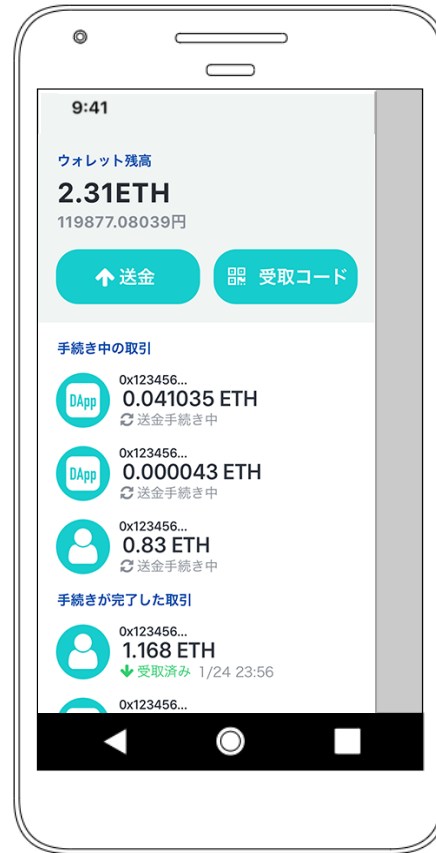 9:41
ウォレット残高
2.31ETH
119877.08039円
送金
受取コード
手続き中の取引
DApp
0x123456...
0.041035 ETH
送金手続き中
DApp
0x123456...
0.000043 ETH
送金手続き中
0x123456...
0.83 ETH
送金手続き中
手続きが完了した取引
0x123456...
1.168 ETH
受取済み 1/24 23:56
0x123456...